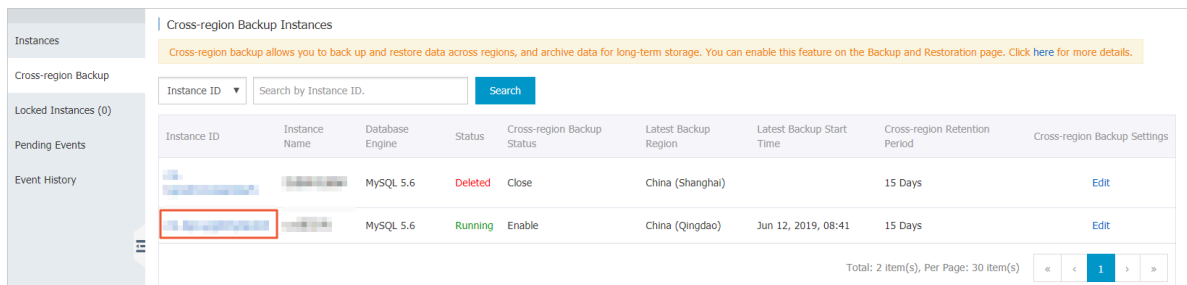 Cross-region Backup Instances
Instances
Cross-region backup allows you to back up and restore data across regions, and archive data for long-term storage. You can enable this feature on the Backup and Restoration page. Click here for more details.
Cross-region Backup
Instance ID ▼ Search by Instance ID. Search
Locked Instances (0)
Pending Events
Event History
Instance ID Instance Name Database Engine Status Cross-region Backup Status Latest Backup Region Latest Backup Start Time Cross-region Retention Period Cross-region Backup Settings
MySQL 5.6 Deleted Close China (Shanghai) 15 Days Edit
MySQL 5.6 Running Enable China (Qingdao) Jun 12, 2019, 08:41 15 Days Edit
Total: 2 item(s), Per Page: 30 item(s) « ‹ 1 › »